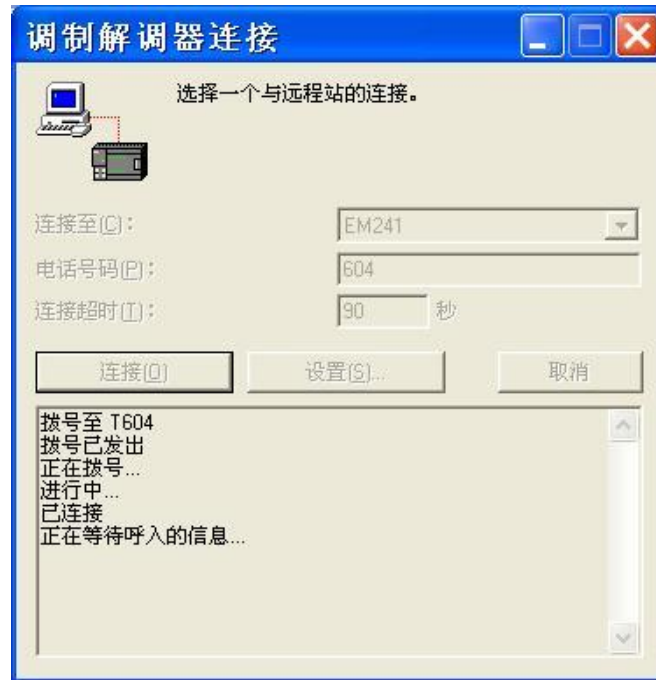 调制解调器连接
选择一个与远程站的连接。
连接至(C)： EM241
电话号码(P)： 604
连接超时(T)： 90 秒
连接(O) 设置(S)... 取消
拨号至 T604
拨号已发出
正在拨号...
进行中...
已连接
正在等待呼入的信息...